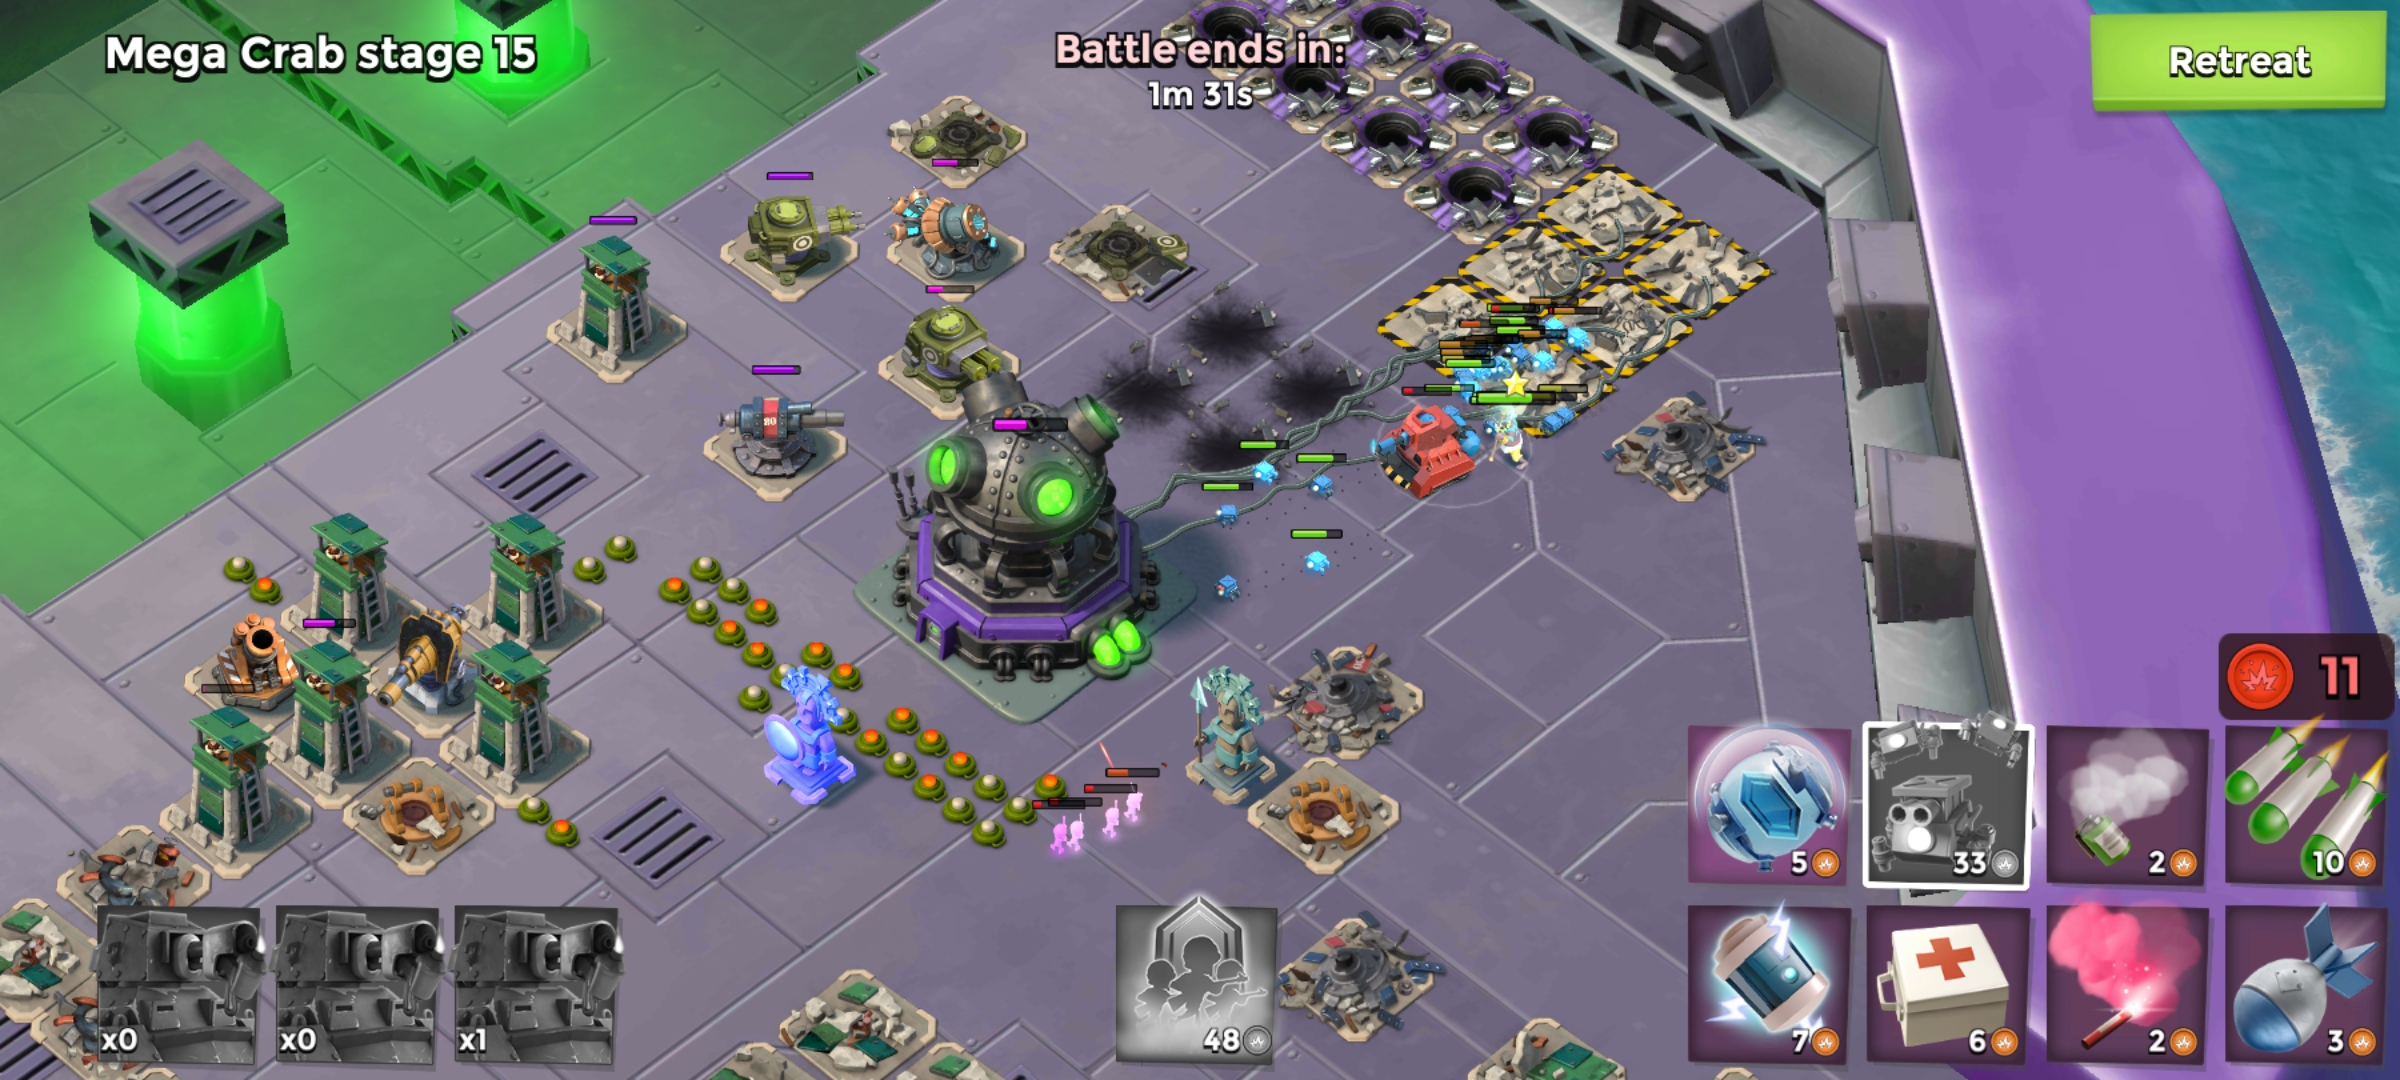 Mega Crab stage 15
Battle ends in:
1m 31s
Retreat
11
5
33
2
10
7
6
2
3
x0
x0
x1
48